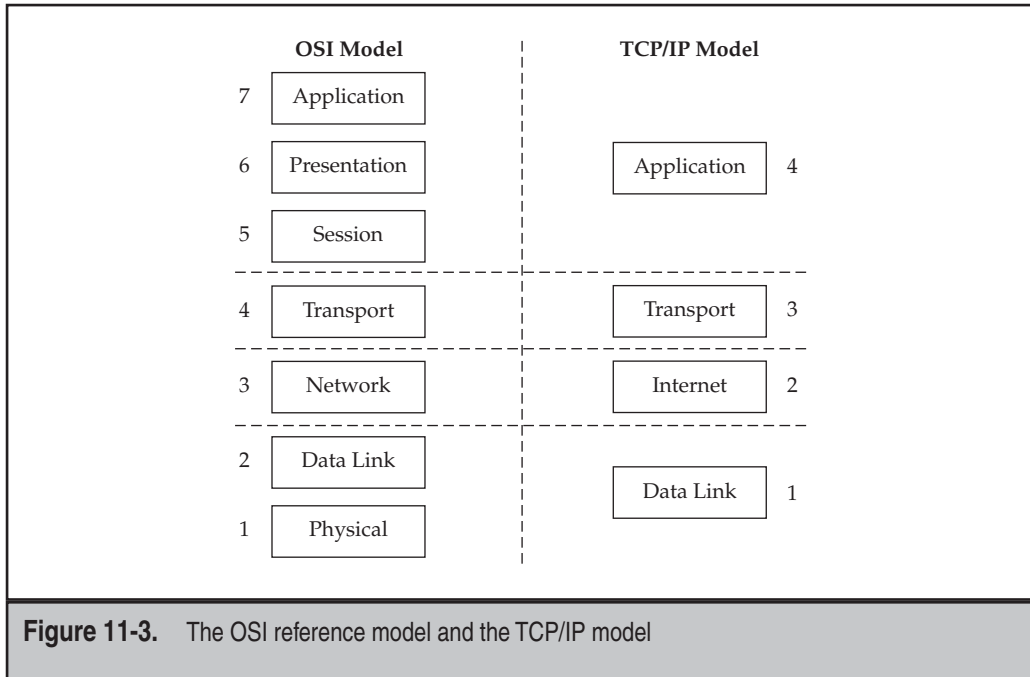 OSI Model TCP/IP Model
7 Application
6 Presentation Application 4
5 Session
4 Transport Transport 3
3 Network Internet 2
2 Data Link
Data Link 1
1 Physical
Figure 11-3. The OSI reference model and the TCP/IP model